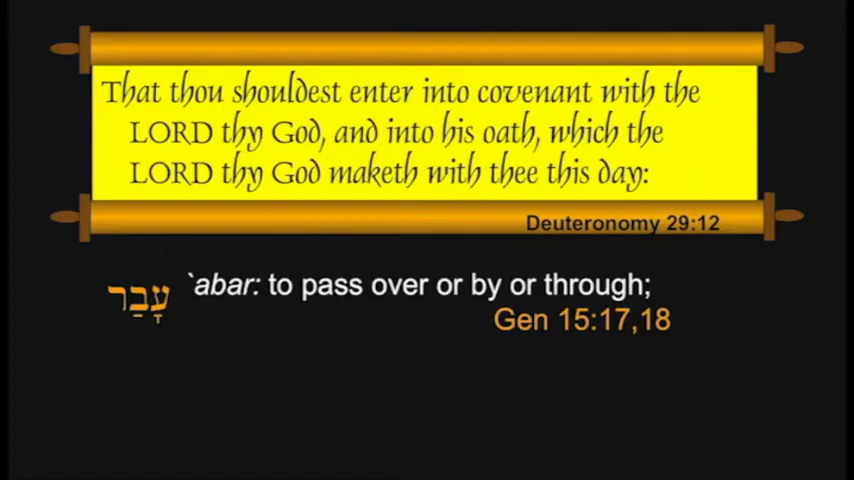 That thou shouldest enter into covenant with the
LORD thy God, and into his oath, which the
LORD thy God maketh with thee this day:
Deuteronomy 29:12
עָבַר `abar: to pass over or by or through;
Gen 15:17,18